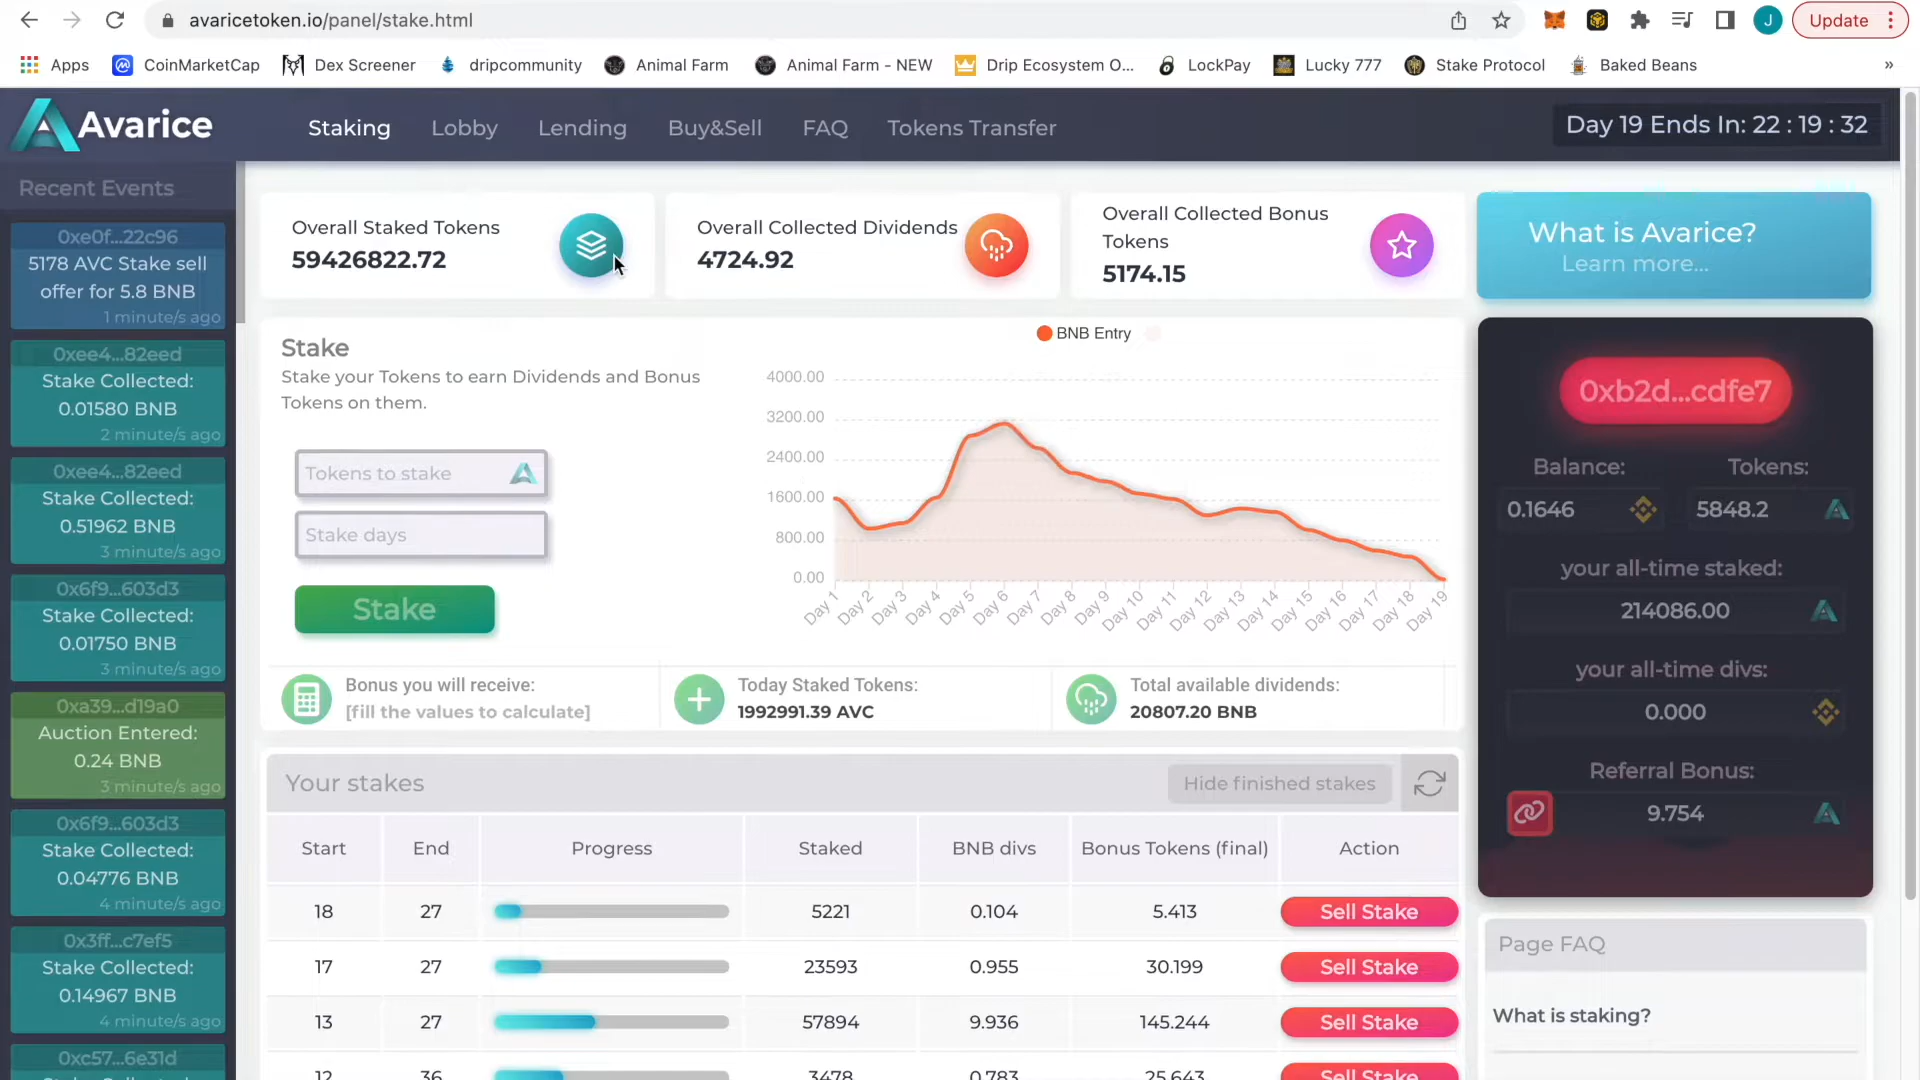 avaricetoken.io/panel/stake.html
J
Update
Apps
CoinMarketCap
Dex Screener
dripcommunity
Animal Farm
Animal Farm - NEW
Drip Ecosystem O...
LockPay
Lucky 777
Stake Protocol
Baked Beans
»
Avarice
Staking
Lobby
Lending
Buy&Sell
FAQ
Tokens Transfer
Day 19 Ends In: 22 : 19 : 32
Recent Events
0xe0f...22c96
5178 AVC Stake sell
offer for 5.8 BNB
1 minute/s ago
0xee4...82eed
Stake Collected:
0.01580 BNB
2 minute/s ago
0xee4...82eed
Stake Collected:
0.51962 BNB
3 minute/s ago
0x6f9...603d3
Stake Collected:
0.01750 BNB
3 minute/s ago
0xa39...d19a0
Auction Entered:
0.24 BNB
3 minute/s ago
0x6f9...603d3
Stake Collected:
0.04776 BNB
4 minute/s ago
0x3ff...c7ef5
Stake Collected:
0.14967 BNB
4 minute/s ago
0xc57...6e31d
Overall Staked Tokens
59426822.72
Overall Collected Dividends
4724.92
Overall Collected Bonus
Tokens
5174.15
What is Avarice?
Learn more...
Stake
Stake your Tokens to earn Dividends and Bonus
Tokens on them.
Tokens to stake
Stake days
Stake
BNB Entry
4000.00
3200.00
2400.00
1600.00
800.00
0.00
Day 1
Day 2
Day 3
Day 4
Day 5
Day 6
Day 7
Day 8
Day 9
Day 10
Day 11
Day 12
Day 13
Day 14
Day 15
Day 16
Day 17
Day 18
Day 19
Bonus you will receive:
[fill the values to calculate]
Today Staked Tokens:
1992991.39 AVC
Total available dividends:
20807.20 BNB
0xb2d...cdfe7
Balance:
Tokens:
0.1646
5848.2
your all-time staked:
214086.00
your all-time divs:
0.000
Referral Bonus:
9.754
Your stakes
Hide finished stakes
Start
End
Progress
Staked
BNB divs
Bonus Tokens (final)
Action
18
27
5221
0.104
5.413
Sell Stake
17
27
23593
0.955
30.199
Sell Stake
13
27
57894
9.936
145.244
Sell Stake
12
36
3478
0.783
25.643
Sell Stake
Page FAQ
What is staking?